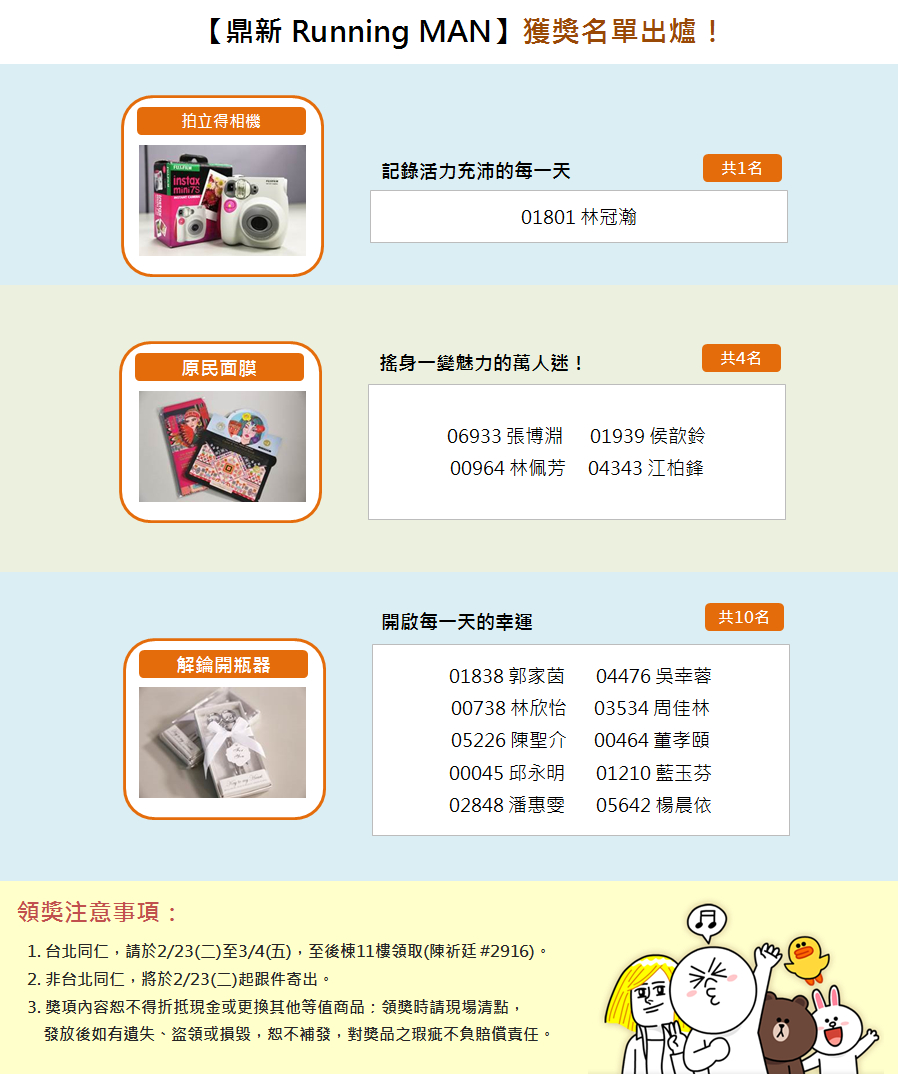 【鼎新 Running MAN】獲獎名單出爐！
拍立得相機
FUJIFILM
instax
mini7S
記錄活力充沛的每一天
共1名
01801 林冠瀚
原民面膜
搖身一變魅力的萬人迷！
共4名
06933 張博淵 01939 侯歆鈴
00964 林佩芳 04343 江柏鋒
解鑰開瓶器
開啟每一天的幸運
共10名
01838 郭家茵 04476 吳幸蓉
00738 林欣怡 03534 周佳林
05226 陳聖介 00464 董孝頤
00045 邱永明 01210 藍玉芬
02848 潘惠雯 05642 楊晨依
領獎注意事項：
1. 台北同仁，請於2/23(二)至3/4(五)，至後棟11樓領取(陳祈廷 #2916)。
2. 非台北同仁，將於2/23(二)起跟件寄出。
3. 獎項內容恕不得折抵現金或更換其他等值商品；領獎時請現場清點，
發放後如有遺失、盜領或損毀，恕不補發，對獎品之瑕疵不負賠償責任。